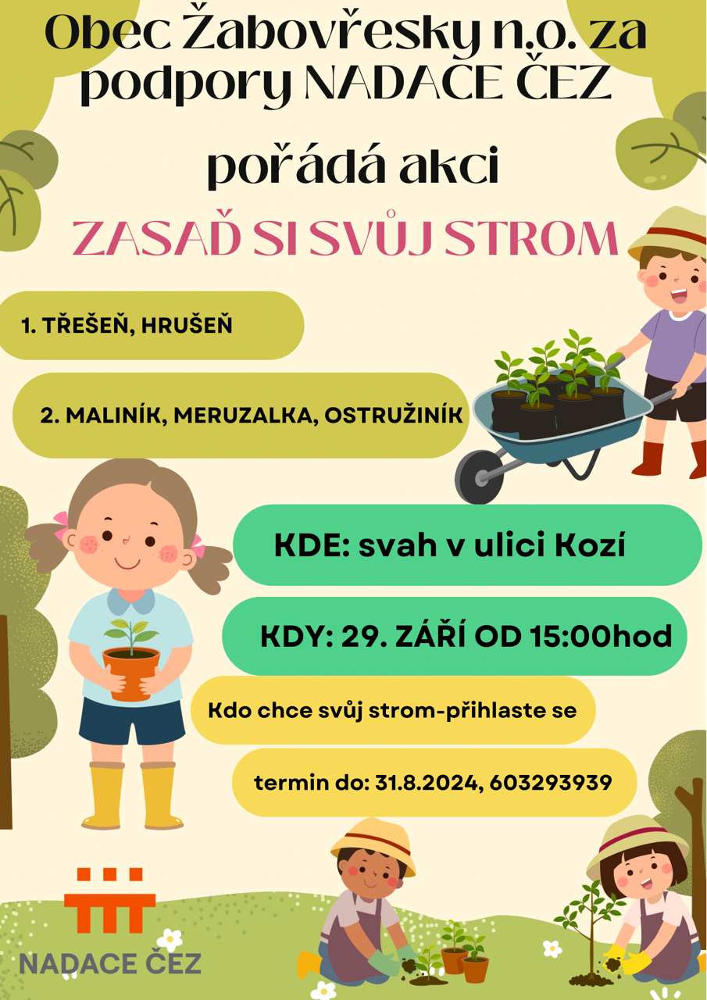 Obec Žabovřesky n.o. za
podpory NADACE ČEZ
pořádá akci
ZASAĎ SI SVŮJ STROM
1. TŘEŠEŇ, HRUŠEŇ
2. MALINÍK, MERUZALKA, OSTRUŽINÍK
KDE: svah v ulici Kozí
KDY: 29. ZÁŘÍ OD 15:00hod
Kdo chce svůj strom-přihlaste se
termin do: 31.8.2024, 603293939
NADACE ČEZ